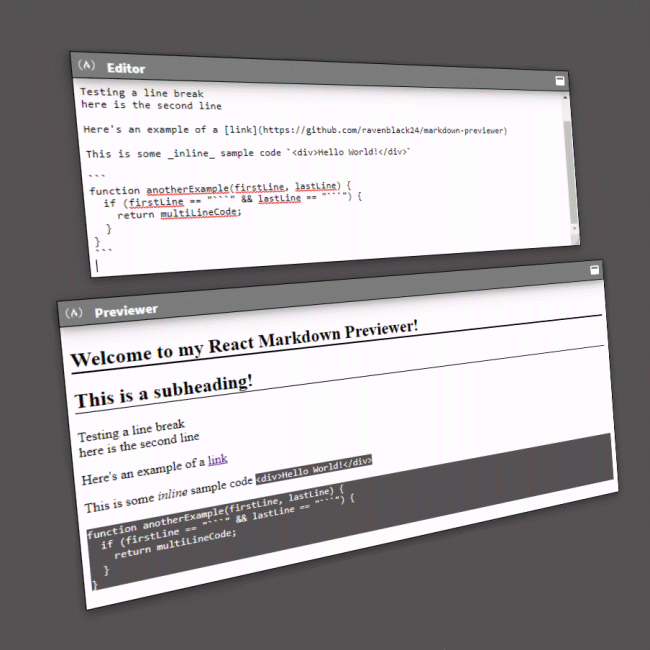 (A) Editor
Testing a line break
here is the second line
Here's an example of a [link](https://github.com/ravenblack24/markdown-previewer)
This is some _inline_ sample code `<div>Hello World!</div>`
```
function anotherExample(firstLine, lastLine) {
  if (firstLine == "```" && lastLine == "```") {
    return multiLineCode;
  }
}
```
(A) Previewer
Welcome to my React Markdown Previewer!
This is a subheading!
Testing a line break
here is the second line
Here's an example of a link
This is some inline sample code <div>Hello World!</div>
function anotherExample(firstLine, lastLine) {
  if (firstLine == "```" && lastLine == "```") {
    return multiLineCode;
  }
}